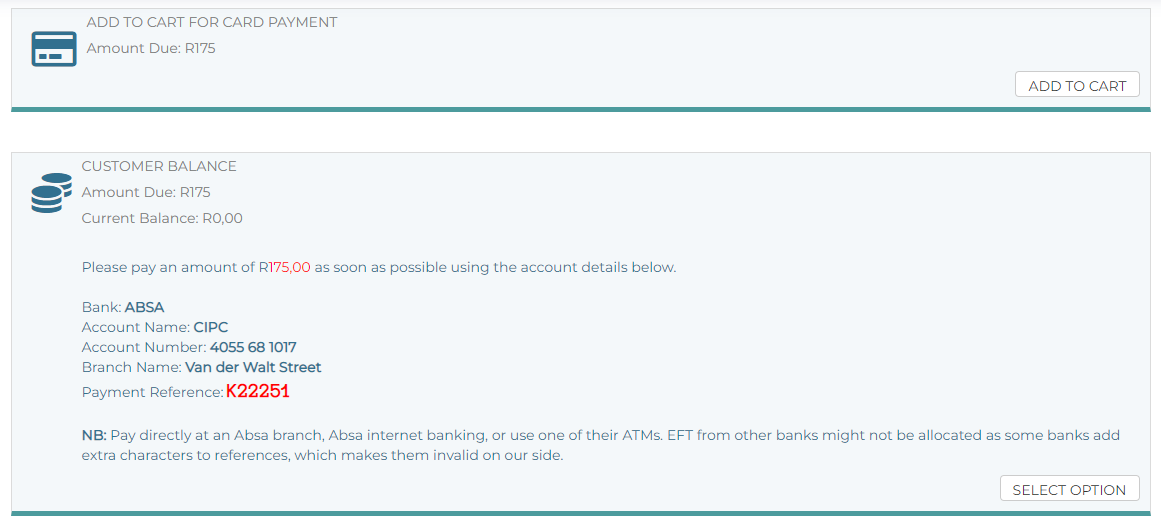 ADD TO CART FOR CARD PAYMENT
Amount Due: R175
ADD TO CART
CUSTOMER BALANCE
Amount Due: R175
Current Balance: R0,00
Please pay an amount of R175,00 as soon as possible using the account details below.
Bank: ABSA
Account Name: CIPC
Account Number: 4055 68 1017
Branch Name: Van der Walt Street
Payment Reference: K22251
NB: Pay directly at an Absa branch, Absa internet banking, or use one of their ATMs. EFT from other banks might not be allocated as some banks add
extra characters to references, which makes them invalid on our side.
SELECT OPTION